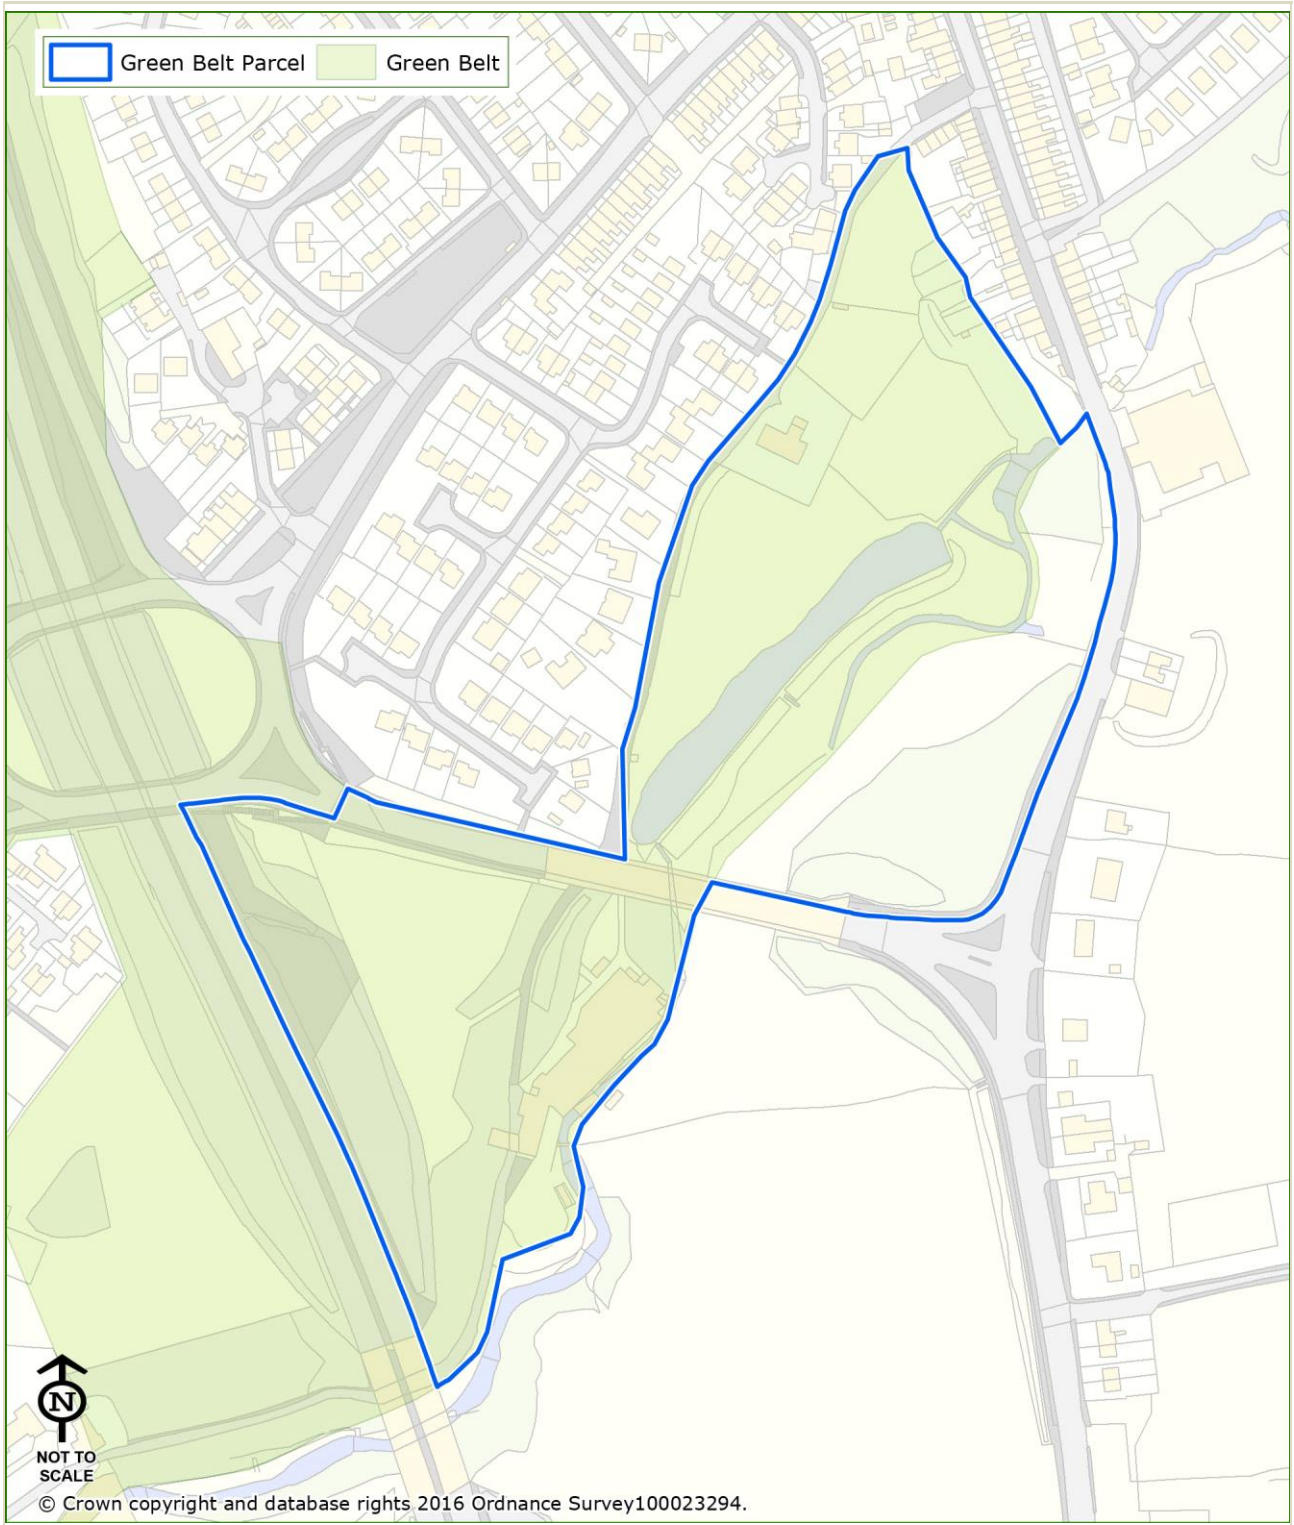 Green Belt Parcel
Green Belt
N
NOT TO
SCALE
© Crown copyright and database rights 2016 Ordnance Survey100023294.